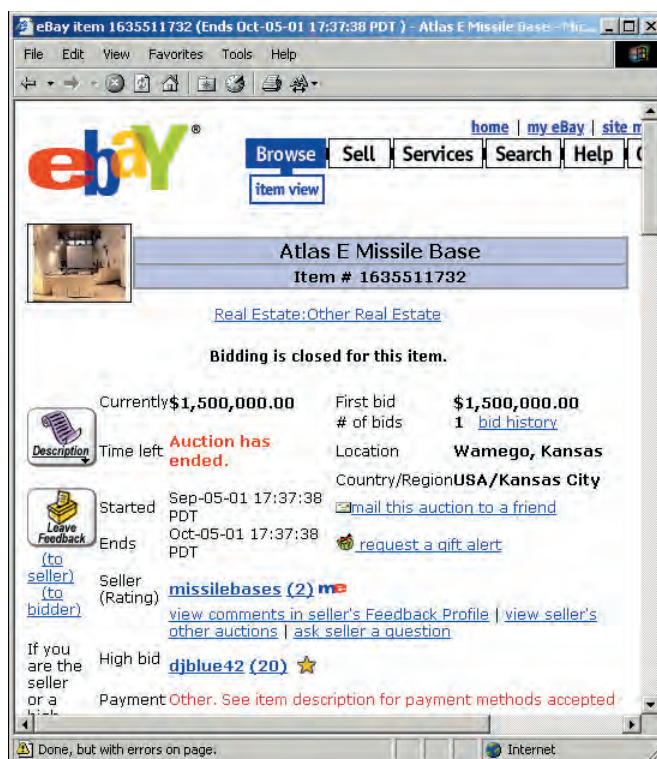 eBay item 1635511732 (Ends Oct-05-01 17:37:38 PDT ) - Atlas E Missile Base - Mic...
File Edit View Favorites Tools Help
ebaY ®
home | my eBay | site m
Browse Sell Services Search Help
item view
Atlas E Missile Base
Item # 1635511732
Real Estate:Other Real Estate
Bidding is closed for this item.
Description
Currently $1,500,000.00 First bid $1,500,000.00
# of bids 1 bid history
Time left Auction has ended.
Location Wamego, Kansas
Country/Region USA/Kansas City
Leave Feedback
(to seller)
(to bidder)
Started Sep-05-01 17:37:38 PDT
mail this auction to a friend
Ends Oct-05-01 17:37:38 PDT
request a gift alert
Seller (Rating) missilebases (2) me
view comments in seller's Feedback Profile | view seller's
other auctions | ask seller a question
If you
are the
seller
or a
High bid djblue42 (20)
Payment Other. See item description for payment methods accepted
Done, but with errors on page. Internet